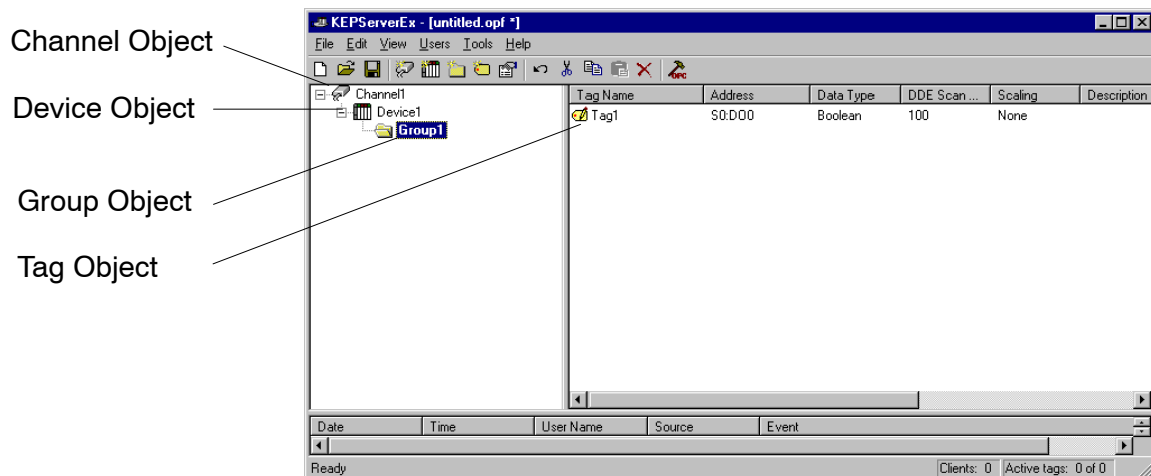 Channel Object
Device Object
Group Object
Tag Object
KEPServerEx - [untitled.opf *]
File Edit View Users Tools Help
OPC
Channel1
Device1
Group1
Tag Name Address Data Type DDE Scan ... Scaling Description
Tag1 S0:DO0 Boolean 100 None
Date Time User Name Source Event
Ready Clients: 0 Active tags: 0 of 0